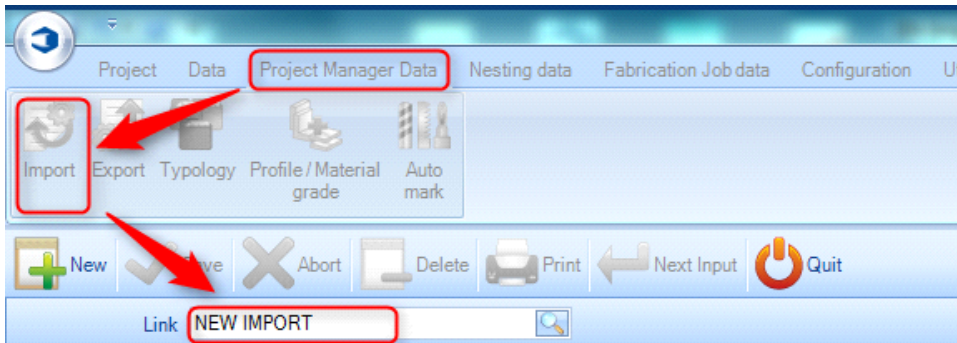 Project Data Project Manager Data Nesting data Fabrication Job data Configuration U
Import Export Typology Profile / Material grade Auto mark
New Save Abort Delete Print Next Input Quit
Link NEW IMPORT